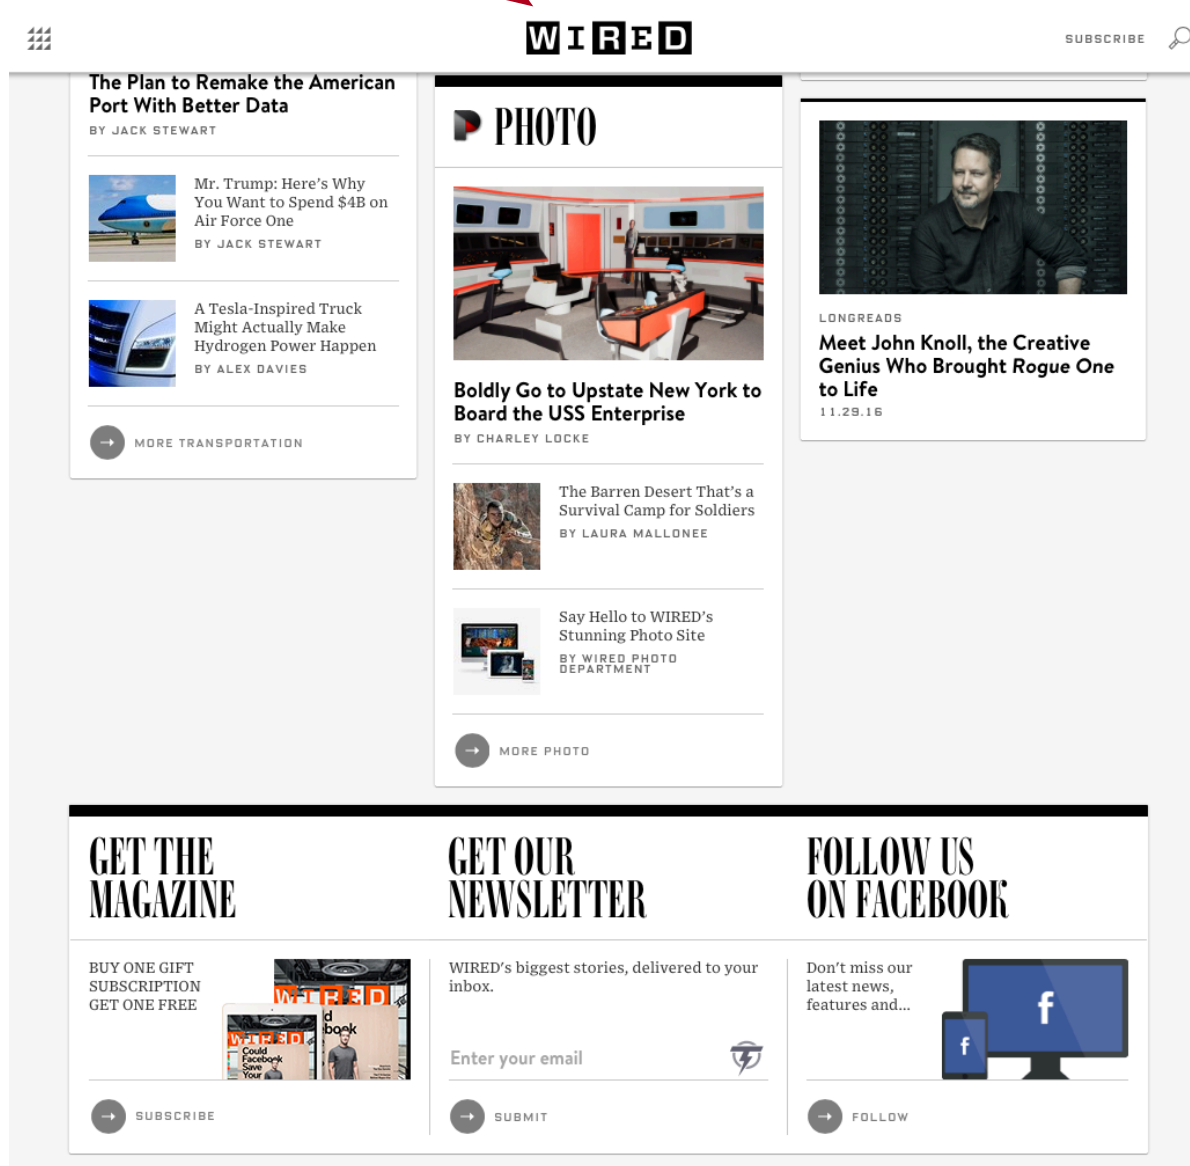 WIRED
SUBSCRIBE
The Plan to Remake the American
Port With Better Data
BY JACK STEWART
Mr. Trump: Here's Why
You Want to Spend $4B on
Air Force One
BY JACK STEWART
A Tesla-Inspired Truck
Might Actually Make
Hydrogen Power Happen
BY ALEX DAVIES
MORE TRANSPORTATION
PHOTO
Boldly Go to Upstate New York to
Board the USS Enterprise
BY CHARLEY LOCKE
The Barren Desert That's a
Survival Camp for Soldiers
BY LAURA MALLONEE
Say Hello to WIRED's
Stunning Photo Site
BY WIRED PHOTO
DEPARTMENT
MORE PHOTO
LONGREADS
Meet John Knoll, the Creative
Genius Who Brought Rogue One
to Life
11.29.16
GET THE
MAGAZINE
BUY ONE GIFT
SUBSCRIPTION
GET ONE FREE
WIRED
WIRED
Could
Facebook
Save
Your
SUBSCRIBE
GET OUR
NEWSLETTER
WIRED's biggest stories, delivered to your
inbox.
Enter your email
SUBMIT
FOLLOW US
ON FACEBOOK
Don't miss our
latest news,
features and...
f
f
FOLLOW